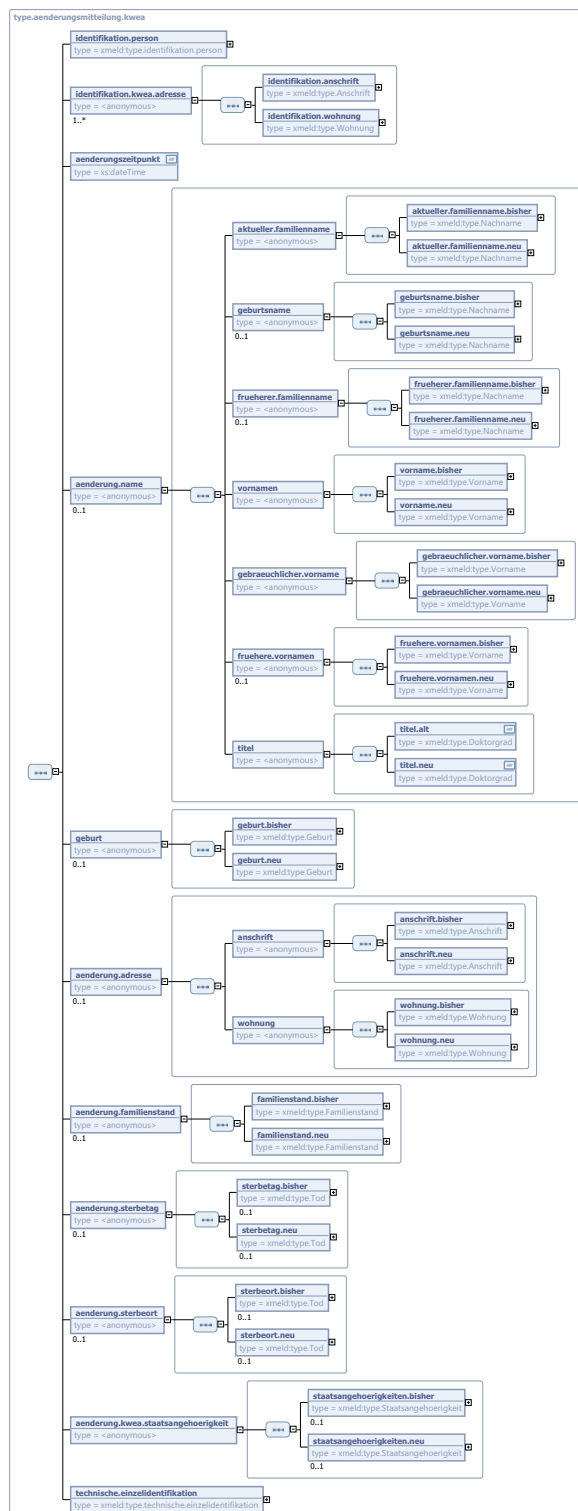 type.aenderungsmitteilung.kwea
identifikation.person
type = xmeld:type.identifikation.person
identifikation.kwea.adresse
type = <anonymous>
1..*
identifikation.anschrift
type = xmeld:type.Anschrift
identifikation.wohnung
type = xmeld:type.Wohnung
aenderungszeitpunkt
type = xs:dateTime
aenderung.name
type = <anonymous>
0..1
aktueller.familienname
type = <anonymous>
aktueller.familienname.bisher
type = xmeld:type.Nachname
aktueller.familienname.neu
type = xmeld:type.Nachname
geburtsname
type = <anonymous>
0..1
geburtsname.bisher
type = xmeld:type.Nachname
geburtsname.neu
type = xmeld:type.Nachname
frueherer.familienname
type = <anonymous>
0..1
frueherer.familienname.bisher
type = xmeld:type.Nachname
frueherer.familienname.neu
type = xmeld:type.Nachname
vornamen
type = <anonymous>
vorname.bisher
type = xmeld:type.Vorname
vorname.neu
type = xmeld:type.Vorname
gebraeuchlicher.vorname
type = <anonymous>
gebraeuchlicher.vorname.bisher
type = xmeld:type.Vorname
gebraeuchlicher.vorname.neu
type = xmeld:type.Vorname
fruehere.vornamen
type = <anonymous>
0..1
fruehere.vornamen.bisher
type = xmeld:type.Vorname
fruehere.vornamen.neu
type = xmeld:type.Vorname
titel
type = <anonymous>
titel.alt
type = xmeld:type.Doktorgrad
titel.neu
type = xmeld:type.Doktorgrad
geburt
type = <anonymous>
0..1
geburt.bisher
type = xmeld:type.Geburt
geburt.neu
type = xmeld:type.Geburt
aenderung.adresse
type = <anonymous>
0..1
anschrift
type = <anonymous>
anschrift.bisher
type = xmeld:type.Anschrift
anschrift.neu
type = xmeld:type.Anschrift
wohnung
type = <anonymous>
wohnung.bisher
type = xmeld:type.Wohnung
wohnung.neu
type = xmeld:type.Wohnung
aenderung.familienstand
type = <anonymous>
0..1
familienstand.bisher
type = xmeld:type.Familienstand
familienstand.neu
type = xmeld:type.Familienstand
aenderung.sterbetag
type = <anonymous>
0..1
sterbetag.bisher
type = xmeld:type.Tod
0..1
sterbetag.neu
type = xmeld:type.Tod
0..1
aenderung.sterbeort
type = <anonymous>
0..1
sterbeort.bisher
type = xmeld:type.Tod
0..1
sterbeort.neu
type = xmeld:type.Tod
0..1
aenderung.kwea.staatsangehoerigkeit
type = <anonymous>
staatsangehoerigkeiten.bisher
type = xmeld:type.Staatsangehoerigkeit
0..1
staatsangehoerigkeiten.neu
type = xmeld:type.Staatsangehoerigkeit
0..1
technische.einzelidentifikation
type = xmeld:type.technische.einzelidentifikation